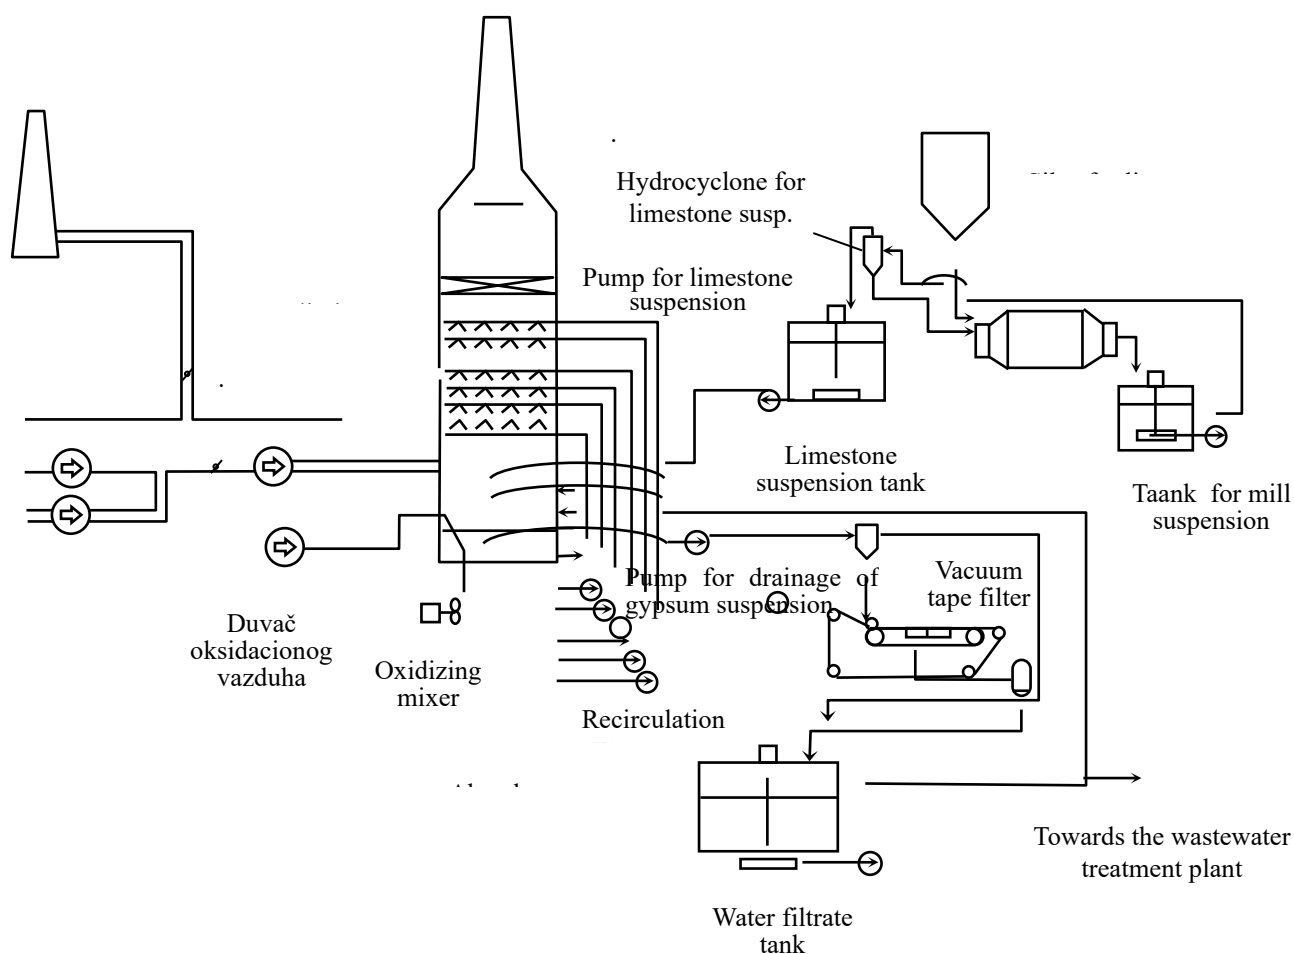 Hydrocyclone for
limestone susp.
Pump for limestone
suspension
Limestone
suspension tank
Taank for mill
suspension
Pump for drainage of
gypsum suspension
Vacuum
tape filter
Duvač
oksidacionog
vazduha
Oxidizing
mixer
Recirculation
Towards the wastewater
treatment plant
Water filtrate
tank